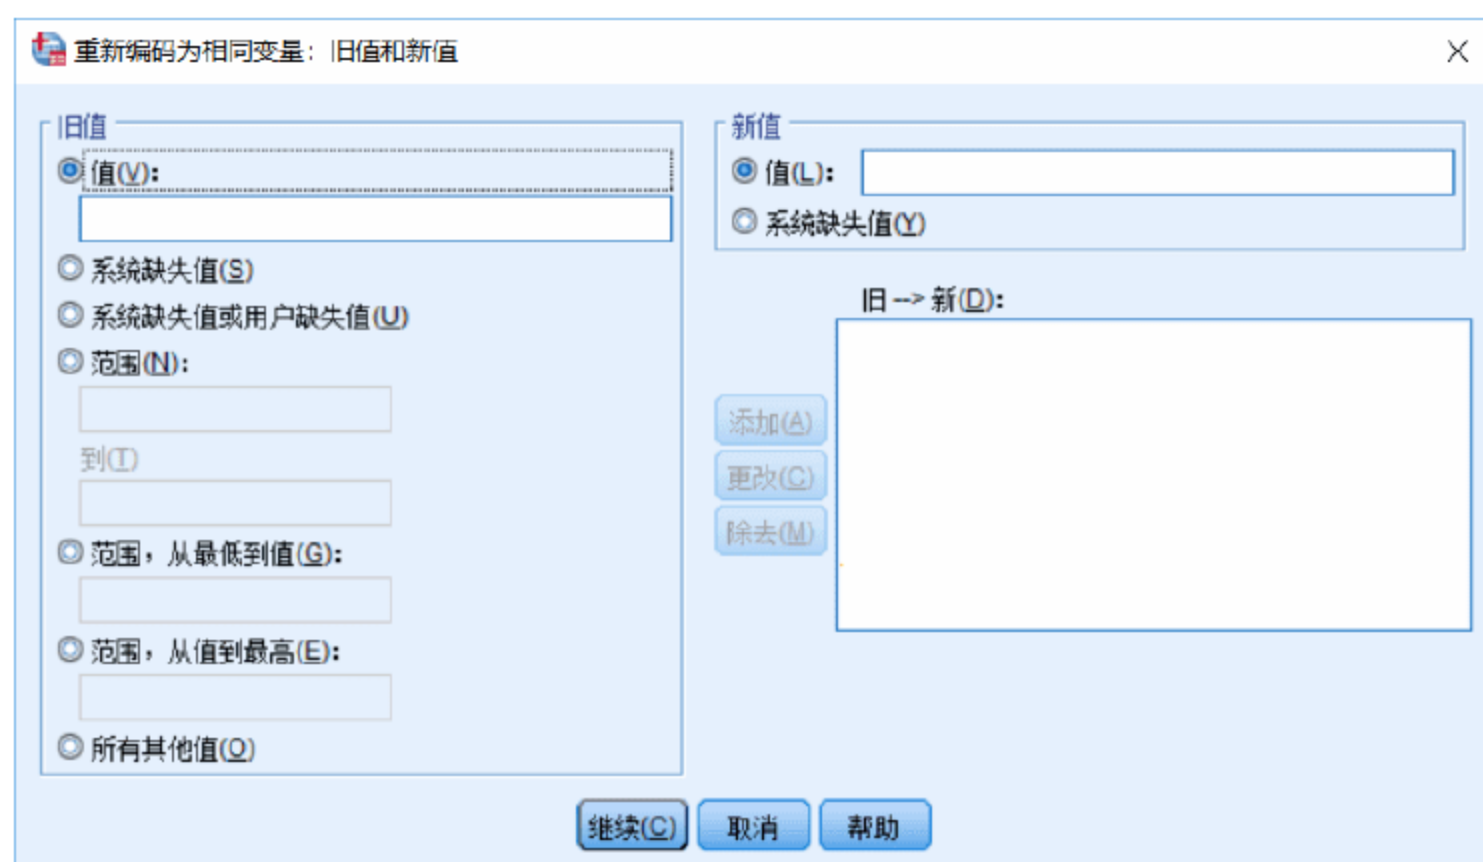 重新编码为相同变量：旧值和新值
旧值
值(V):
系统缺失值(S)
系统缺失值或用户缺失值(U)
范围(N):
到(T)
范围，从最低到值(G):
范围，从值到最高(E):
所有其他值(O)
新值
值(L):
系统缺失值(Y)
旧 --> 新(D):
添加(A)
更改(C)
除去(M)
继续(C)
取消
帮助